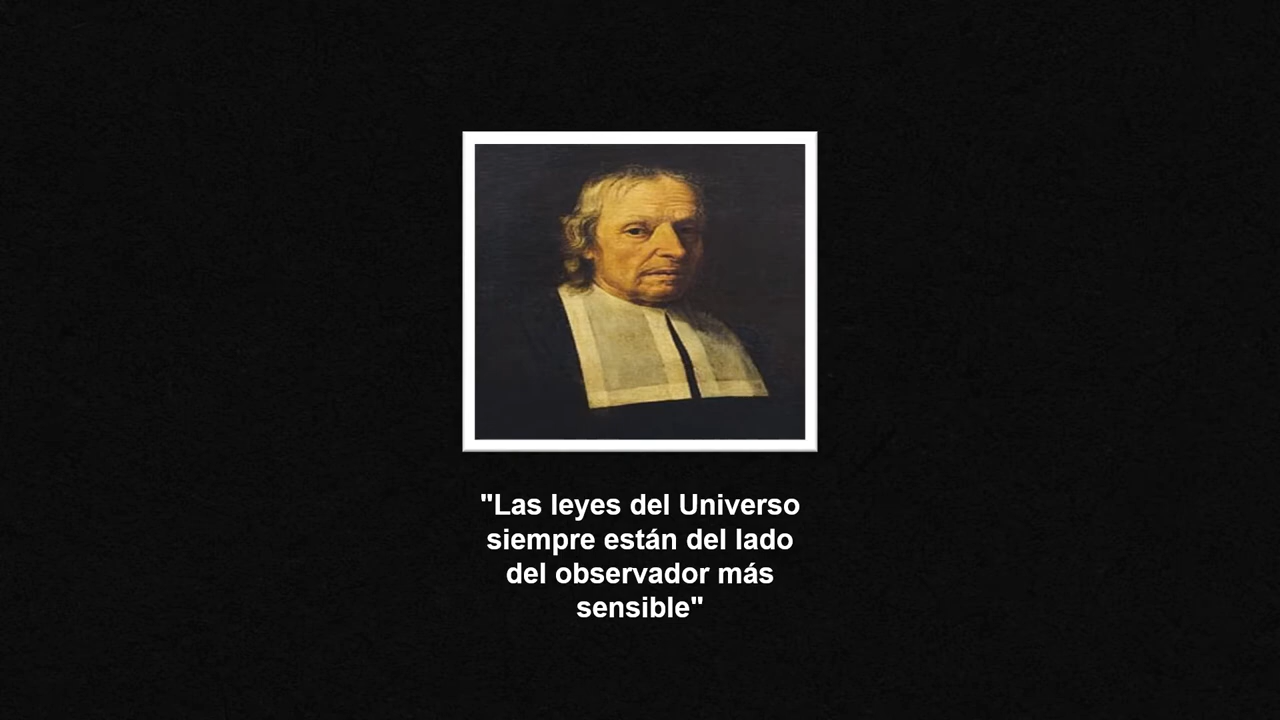 "Las leyes del Universo
siempre están del lado
del observador más
sensible"